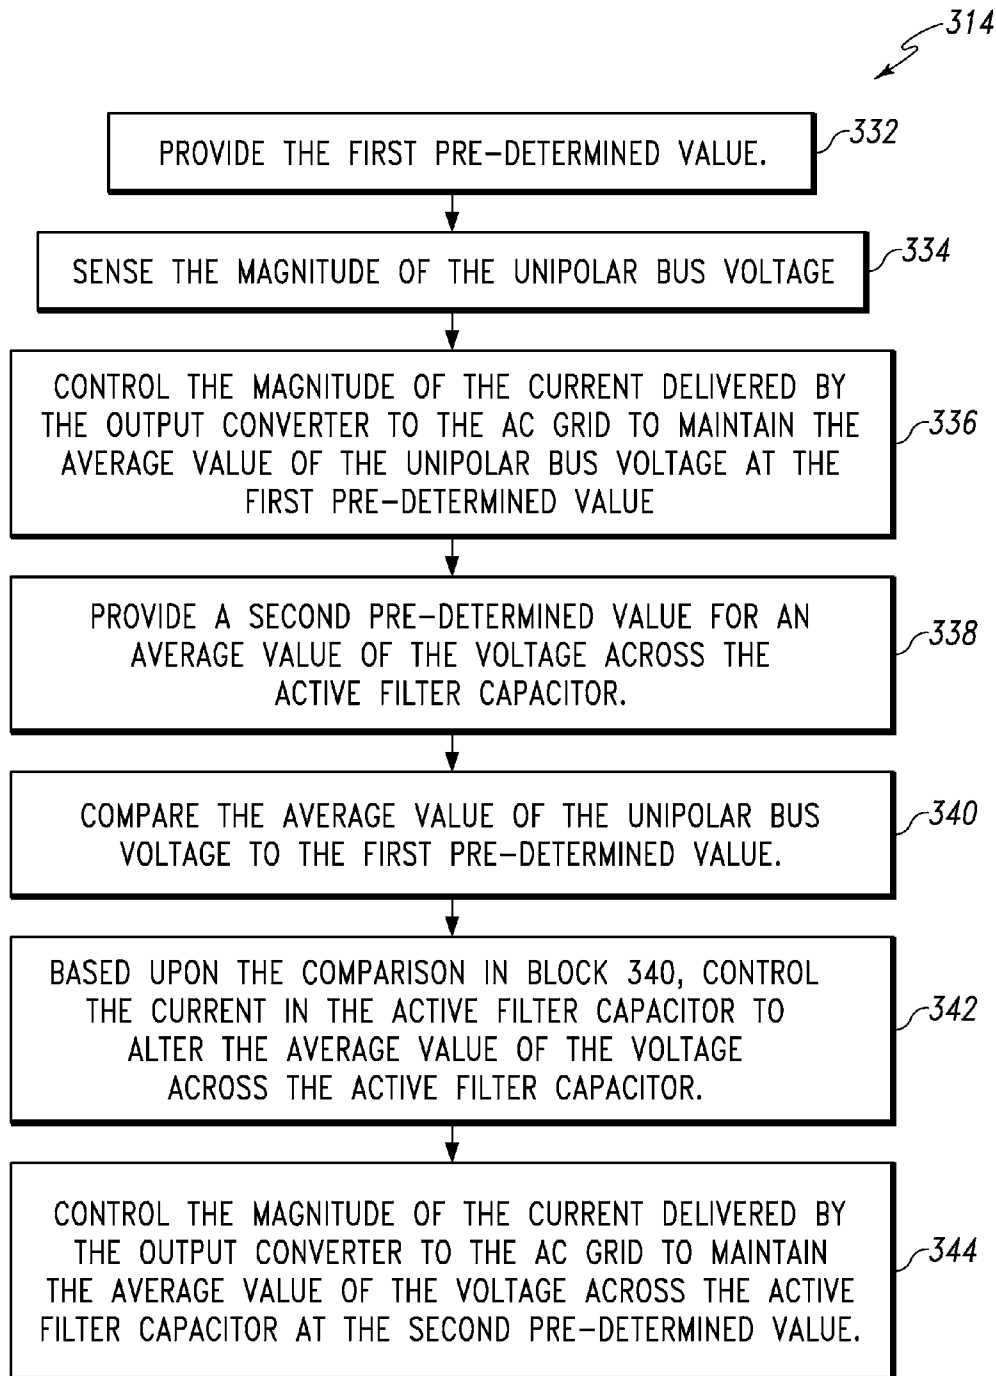 314
PROVIDE THE FIRST PRE-DETERMINED VALUE.
332
SENSE THE MAGNITUDE OF THE UNIPOLAR BUS VOLTAGE
334
CONTROL THE MAGNITUDE OF THE CURRENT DELIVERED BY
THE OUTPUT CONVERTER TO THE AC GRID TO MAINTAIN THE
AVERAGE VALUE OF THE UNIPOLAR BUS VOLTAGE AT THE
FIRST PRE-DETERMINED VALUE
336
PROVIDE A SECOND PRE-DETERMINED VALUE FOR AN
AVERAGE VALUE OF THE VOLTAGE ACROSS THE
ACTIVE FILTER CAPACITOR.
338
COMPARE THE AVERAGE VALUE OF THE UNIPOLAR BUS
VOLTAGE TO THE FIRST PRE-DETERMINED VALUE.
340
BASED UPON THE COMPARISON IN BLOCK 340, CONTROL
THE CURRENT IN THE ACTIVE FILTER CAPACITOR TO
ALTER THE AVERAGE VALUE OF THE VOLTAGE
ACROSS THE ACTIVE FILTER CAPACITOR.
342
CONTROL THE MAGNITUDE OF THE CURRENT DELIVERED BY
THE OUTPUT CONVERTER TO THE AC GRID TO MAINTAIN
THE AVERAGE VALUE OF THE VOLTAGE ACROSS THE ACTIVE
FILTER CAPACITOR AT THE SECOND PRE-DETERMINED VALUE.
344